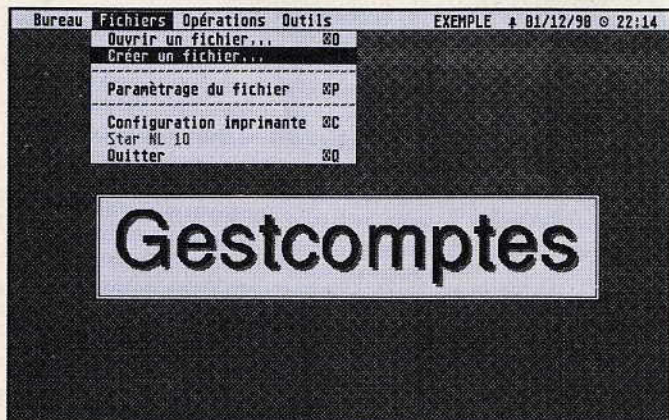 Bureau Fichiers Opérations Outils EXEMPLE 01/12/90 22:14
Ouvrir un fichier... O
Créer un fichier...
Paramètrage du fichier P
Configuration imprimante C
Star NL 10
Quitter Q
Gestcomptes